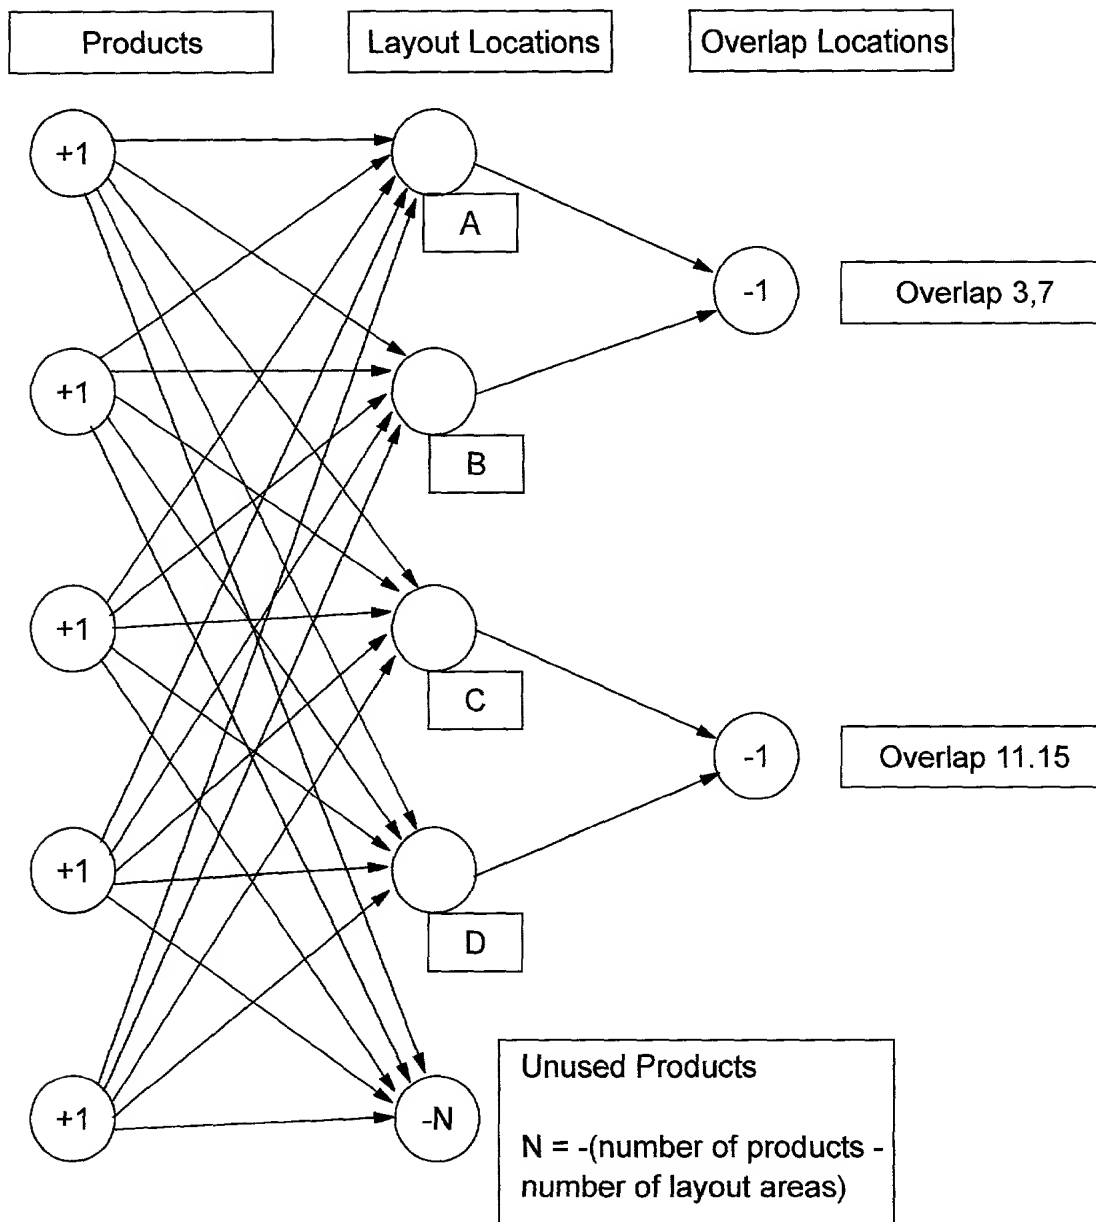 Products
Layout Locations
Overlap Locations
+1
A
-1
Overlap 3,7
+1
B
+1
C
-1
Overlap 11.15
+1
D
+1
-N
Unused Products
N = -(number of products -
number of layout areas)